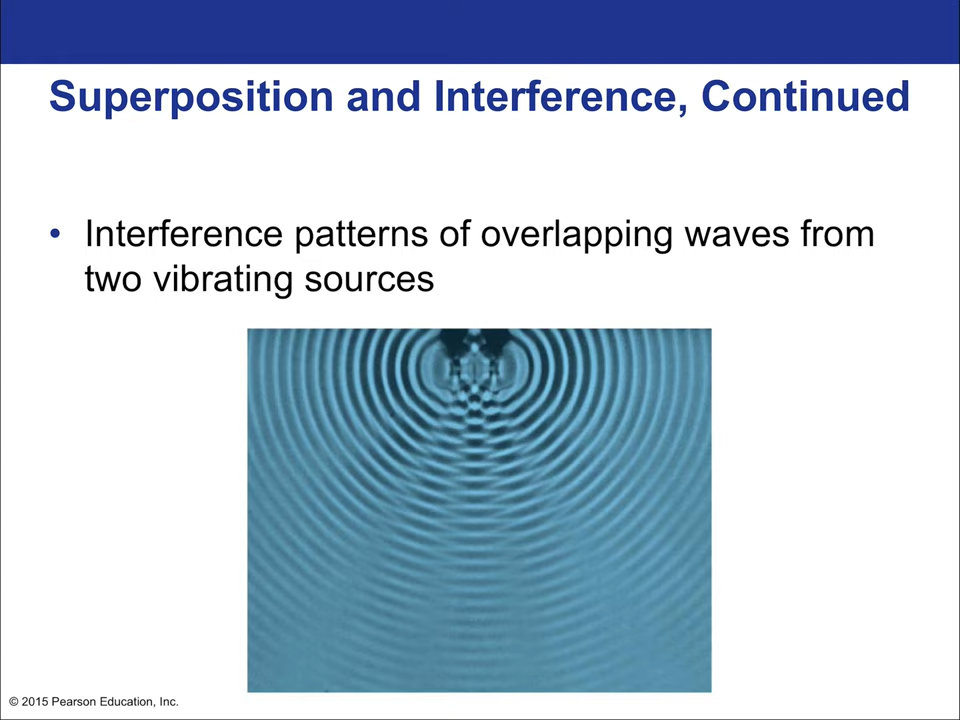 Superposition and Interference, Continued
• Interference patterns of overlapping waves from
two vibrating sources
© 2015 Pearson Education, Inc.